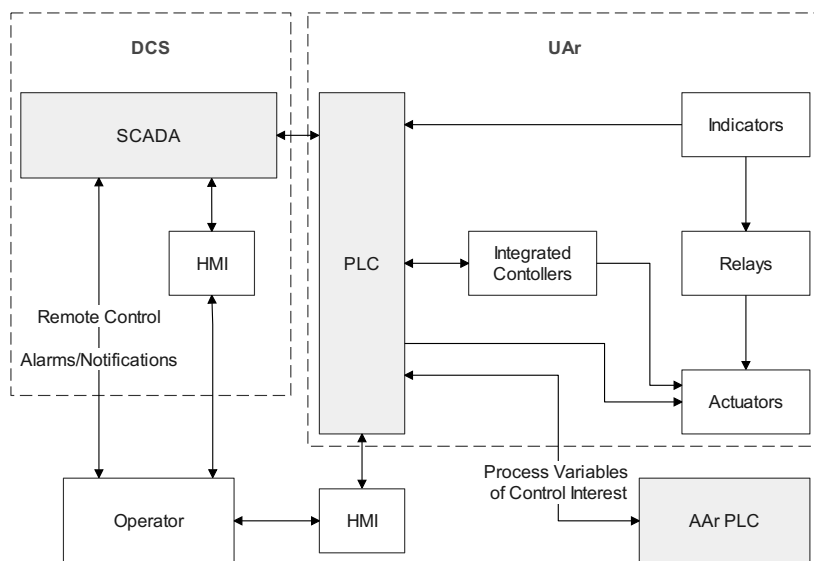 DCS
UAr
SCADA
Indicators
HMI
PLC
Integrated
Contollers
Relays
Remote Control
Alarms/Notifications
Actuators
Process Variables
of Control Interest
Operator
HMI
AAr PLC